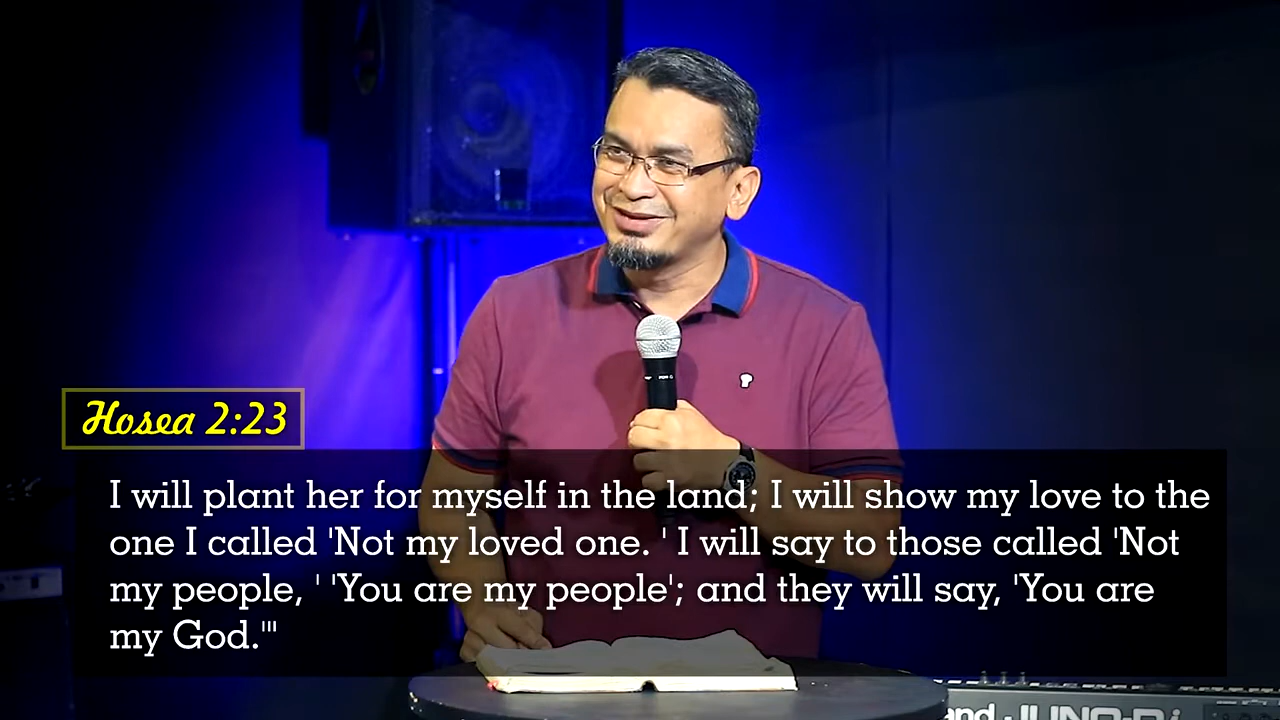 Hosea 2:23
I will plant her for myself in the land; I will show my love to the
one I called 'Not my loved one. ' I will say to those called 'Not
my people, ' 'You are my people'; and they will say, 'You are
my God.'"
JUNO-Di